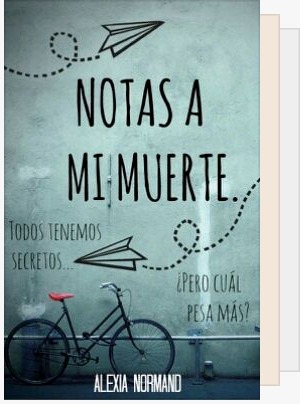 NOTAS A
MI MUERTE.
TODOS TENEMOS
SECRETOS...
¿PERO CUÁL
PESA MÁS?
ALEXIA NORMAND